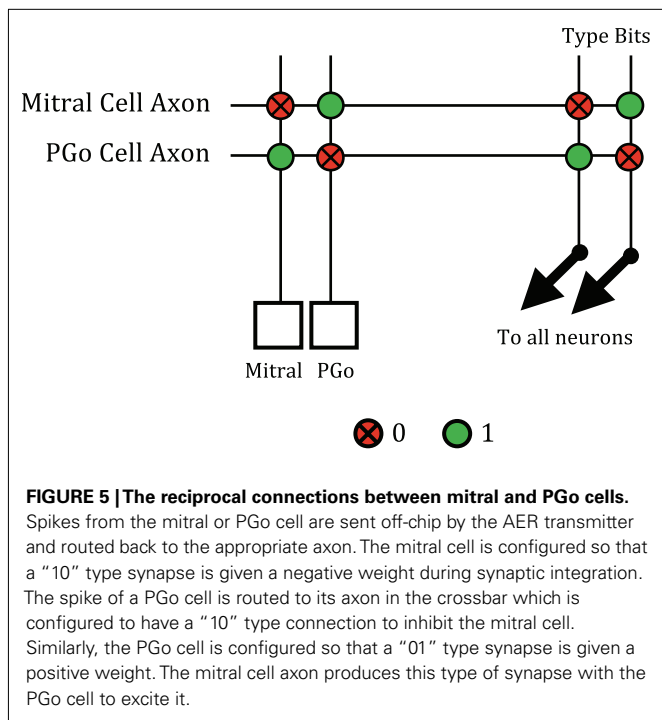 Type Bits
Mitral Cell Axon
PGo Cell Axon
To all neurons
Mitral PGo
0 1
FIGURE 5 | The reciprocal connections between mitral and PGo cells.
Spikes from the mitral or PGo cell are sent off-chip by the AER transmitter
and routed back to the appropriate axon. The mitral cell is configured so that
a “10” type synapse is given a negative weight during synaptic integration.
The spike of a PGo cell is routed to its axon in the crossbar which is
configured to have a “10” type connection to inhibit the mitral cell.
Similarly, the PGo cell is configured so that a “01” type synapse is given a
positive weight. The mitral cell axon produces this type of synapse with the
PGo cell to excite it.